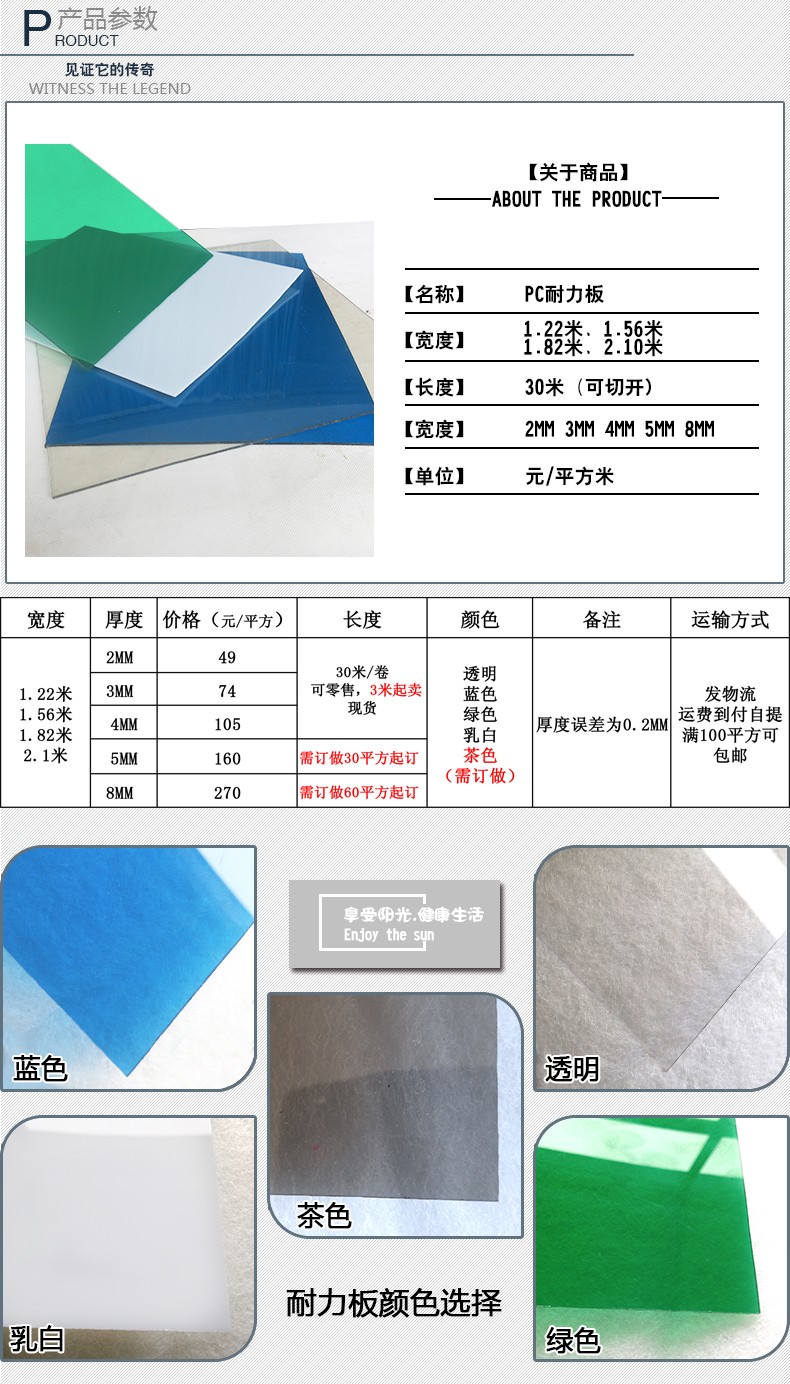 产品参数
PRODUCT
见证它的传奇
WITNESS THE LEGEND
【关于商品】
ABOUT THE PRODUCT
【名称】 PC耐力板
【宽度】 1.22米、1.56米
1.82米、2.10米
【长度】 30米（可切开）
【宽度】 2MM 3MM 4MM 5MM 8MM
【单位】 元/平方米
宽度 厚度 价格（元/平方） 长度 颜色 备注 运输方式
1.22米
1.56米
1.82米
2.1米
2MM 49
3MM 74
4MM 105
5MM 160
8MM 270
30米/卷
可零售，3米起卖
现货
需订做30平方起订
需订做60平方起订
透明
蓝色
绿色
乳白
茶色
（需订做）
厚度误差为0.2MM
发物流
运费到付自提
满100平方可
包邮
享受阳光.健康生活
Enjoy the sun
蓝色
透明
茶色
乳白
耐力板颜色选择
绿色